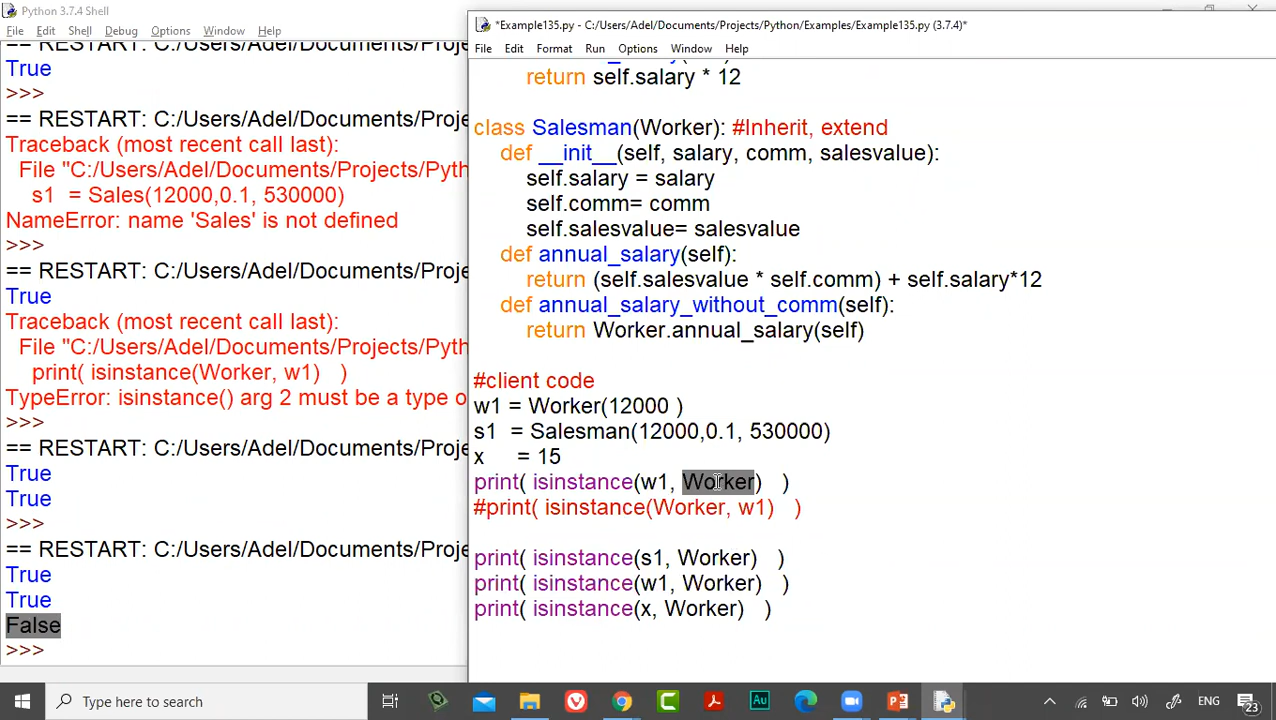 Python 3.7.4 Shell
File Edit Shell Debug Options Window Help
== RESTART: C:/Users/Adel/Documents/Proje
True
>>>
== RESTART: C:/Users/Adel/Documents/Proje
Traceback (most recent call last):
File "C:/Users/Adel/Documents/Projects/Pyth
s1 = Sales(12000,0.1, 530000)
NameError: name 'Sales' is not defined
>>>
== RESTART: C:/Users/Adel/Documents/Proje
True
Traceback (most recent call last):
File "C:/Users/Adel/Documents/Projects/Pyth
print( isinstance(Worker, w1) )
TypeError: isinstance() arg 2 must be a type o
>>>
== RESTART: C:/Users/Adel/Documents/Proje
True
True
>>>
== RESTART: C:/Users/Adel/Documents/Proje
True
True
False
>>>
*Example135.py - C:/Users/Adel/Documents/Projects/Python/Examples/Example135.py (3.7.4)*
File Edit Format Run Options Window Help
return self.salary * 12
class Salesman(Worker): #Inherit, extend
def __init__(self, salary, comm, salesvalue):
self.salary = salary
self.comm= comm
self.salesvalue= salesvalue
def annual_salary(self):
return (self.salesvalue * self.comm) + self.salary*12
def annual_salary_without_comm(self):
return Worker.annual_salary(self)
#client code
w1 = Worker(12000 )
s1 = Salesman(12000,0.1, 530000)
x = 15
print( isinstance(w1, Worker) )
#print( isinstance(Worker, w1) )
print( isinstance(s1, Worker) )
print( isinstance(w1, Worker) )
print( isinstance(x, Worker) )
Type here to search
ENG
23